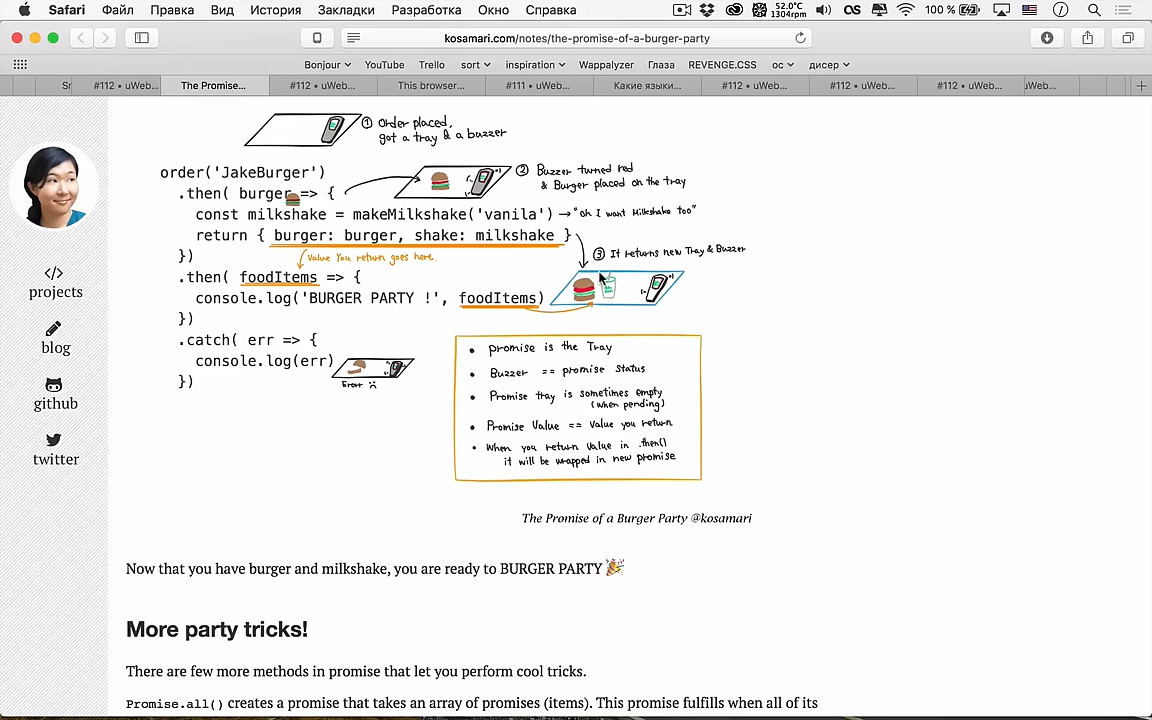 Safari Файл Правка Вид История Закладки Разработка Окно Справка 52.0°C 1304rpm 100 %
kosamari.com/notes/the-promise-of-a-burger-party
Bonjour YouTube Trello sort inspiration Wappalyzer Глаза REVENGE.CSS ос дисер
Sr #112 • uWeb... The Promise... #112 • uWeb... This browser... #111 • uWeb... Какие языки... #112 • uWeb... #112 • uWeb... #112 • uWeb... uWeb...
① Order placed,
got a tray & a buzzer
order('JakeBurger')
② Buzzer turned red
& Burger placed on the tray
.then( burger => {
const milkshake = makeMilkshake('vanila') → "oh I want Milkshake too"
return { burger: burger, shake: milkshake }
③ It returns new Tray & Buzzer
})
Value you return goes here.
.then( foodItems => {
console.log('BURGER PARTY !', foodItems)
})
.catch( err => {
console.log(err)
Error :(
})
• promise is the Tray
• Buzzer == promise status
• Promise tray is sometimes empty
(when pending)
• Promise Value == Value you return
• When you return value in .then()
it will be wrapped in new promise
projects
blog
github
twitter
The Promise of a Burger Party @kosamari
Now that you have burger and milkshake, you are ready to BURGER PARTY 🎉
More party tricks!
There are few more methods in promise that let you perform cool tricks.
Promise.all() creates a promise that takes an array of promises (items). This promise fulfills when all of its